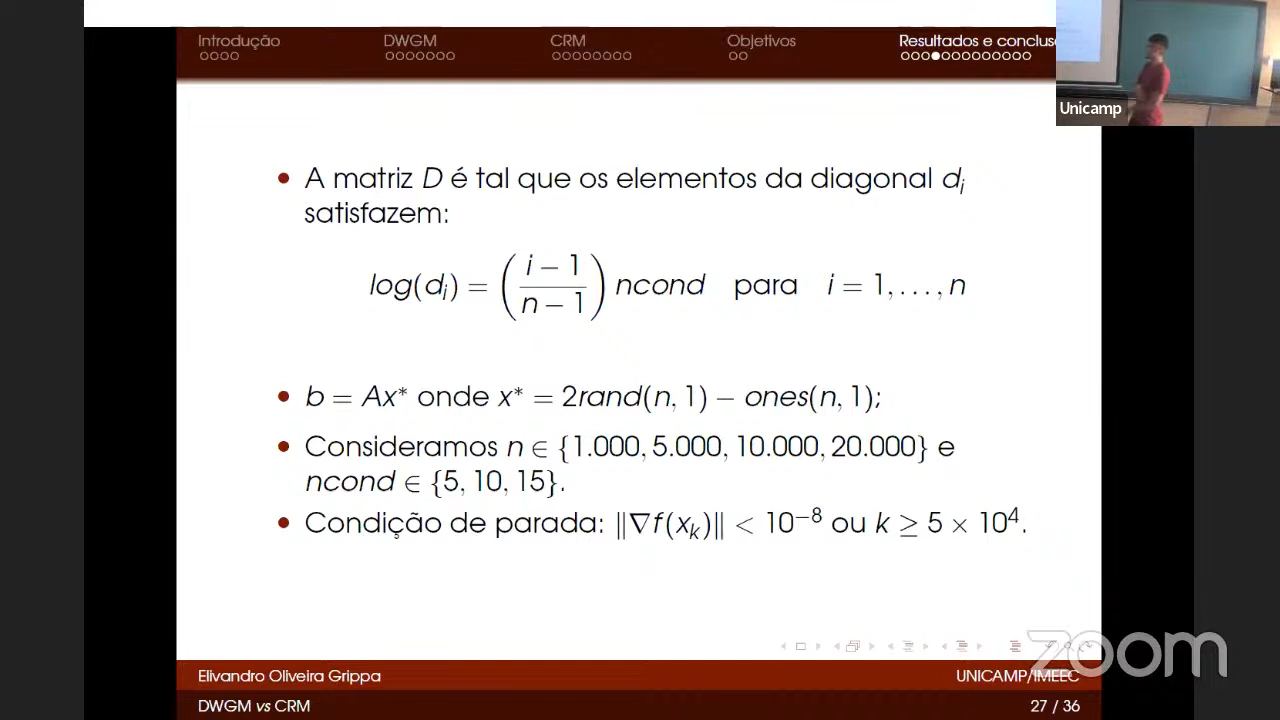 Introdução DWGM CRM Objetivos Resultados e conclusõ
Unicamp
• A matriz D é tal que os elementos da diagonal d_i
satisfazem:
log(d_i) = ( (i − 1) / (n − 1) ) ncond para i = 1, . . . , n
• b = Ax* onde x* = 2rand(n, 1) − ones(n, 1);
• Consideramos n ∈ {1.000, 5.000, 10.000, 20.000} e
ncond ∈ {5, 10, 15}.
• Condição de parada: ‖∇f(x_k)‖ < 10⁻⁸ ou k ≥ 5 × 10⁴.
zoom
Elivandro Oliveira Grippa UNICAMP/IMEEC
DWGM vs CRM 27 / 36